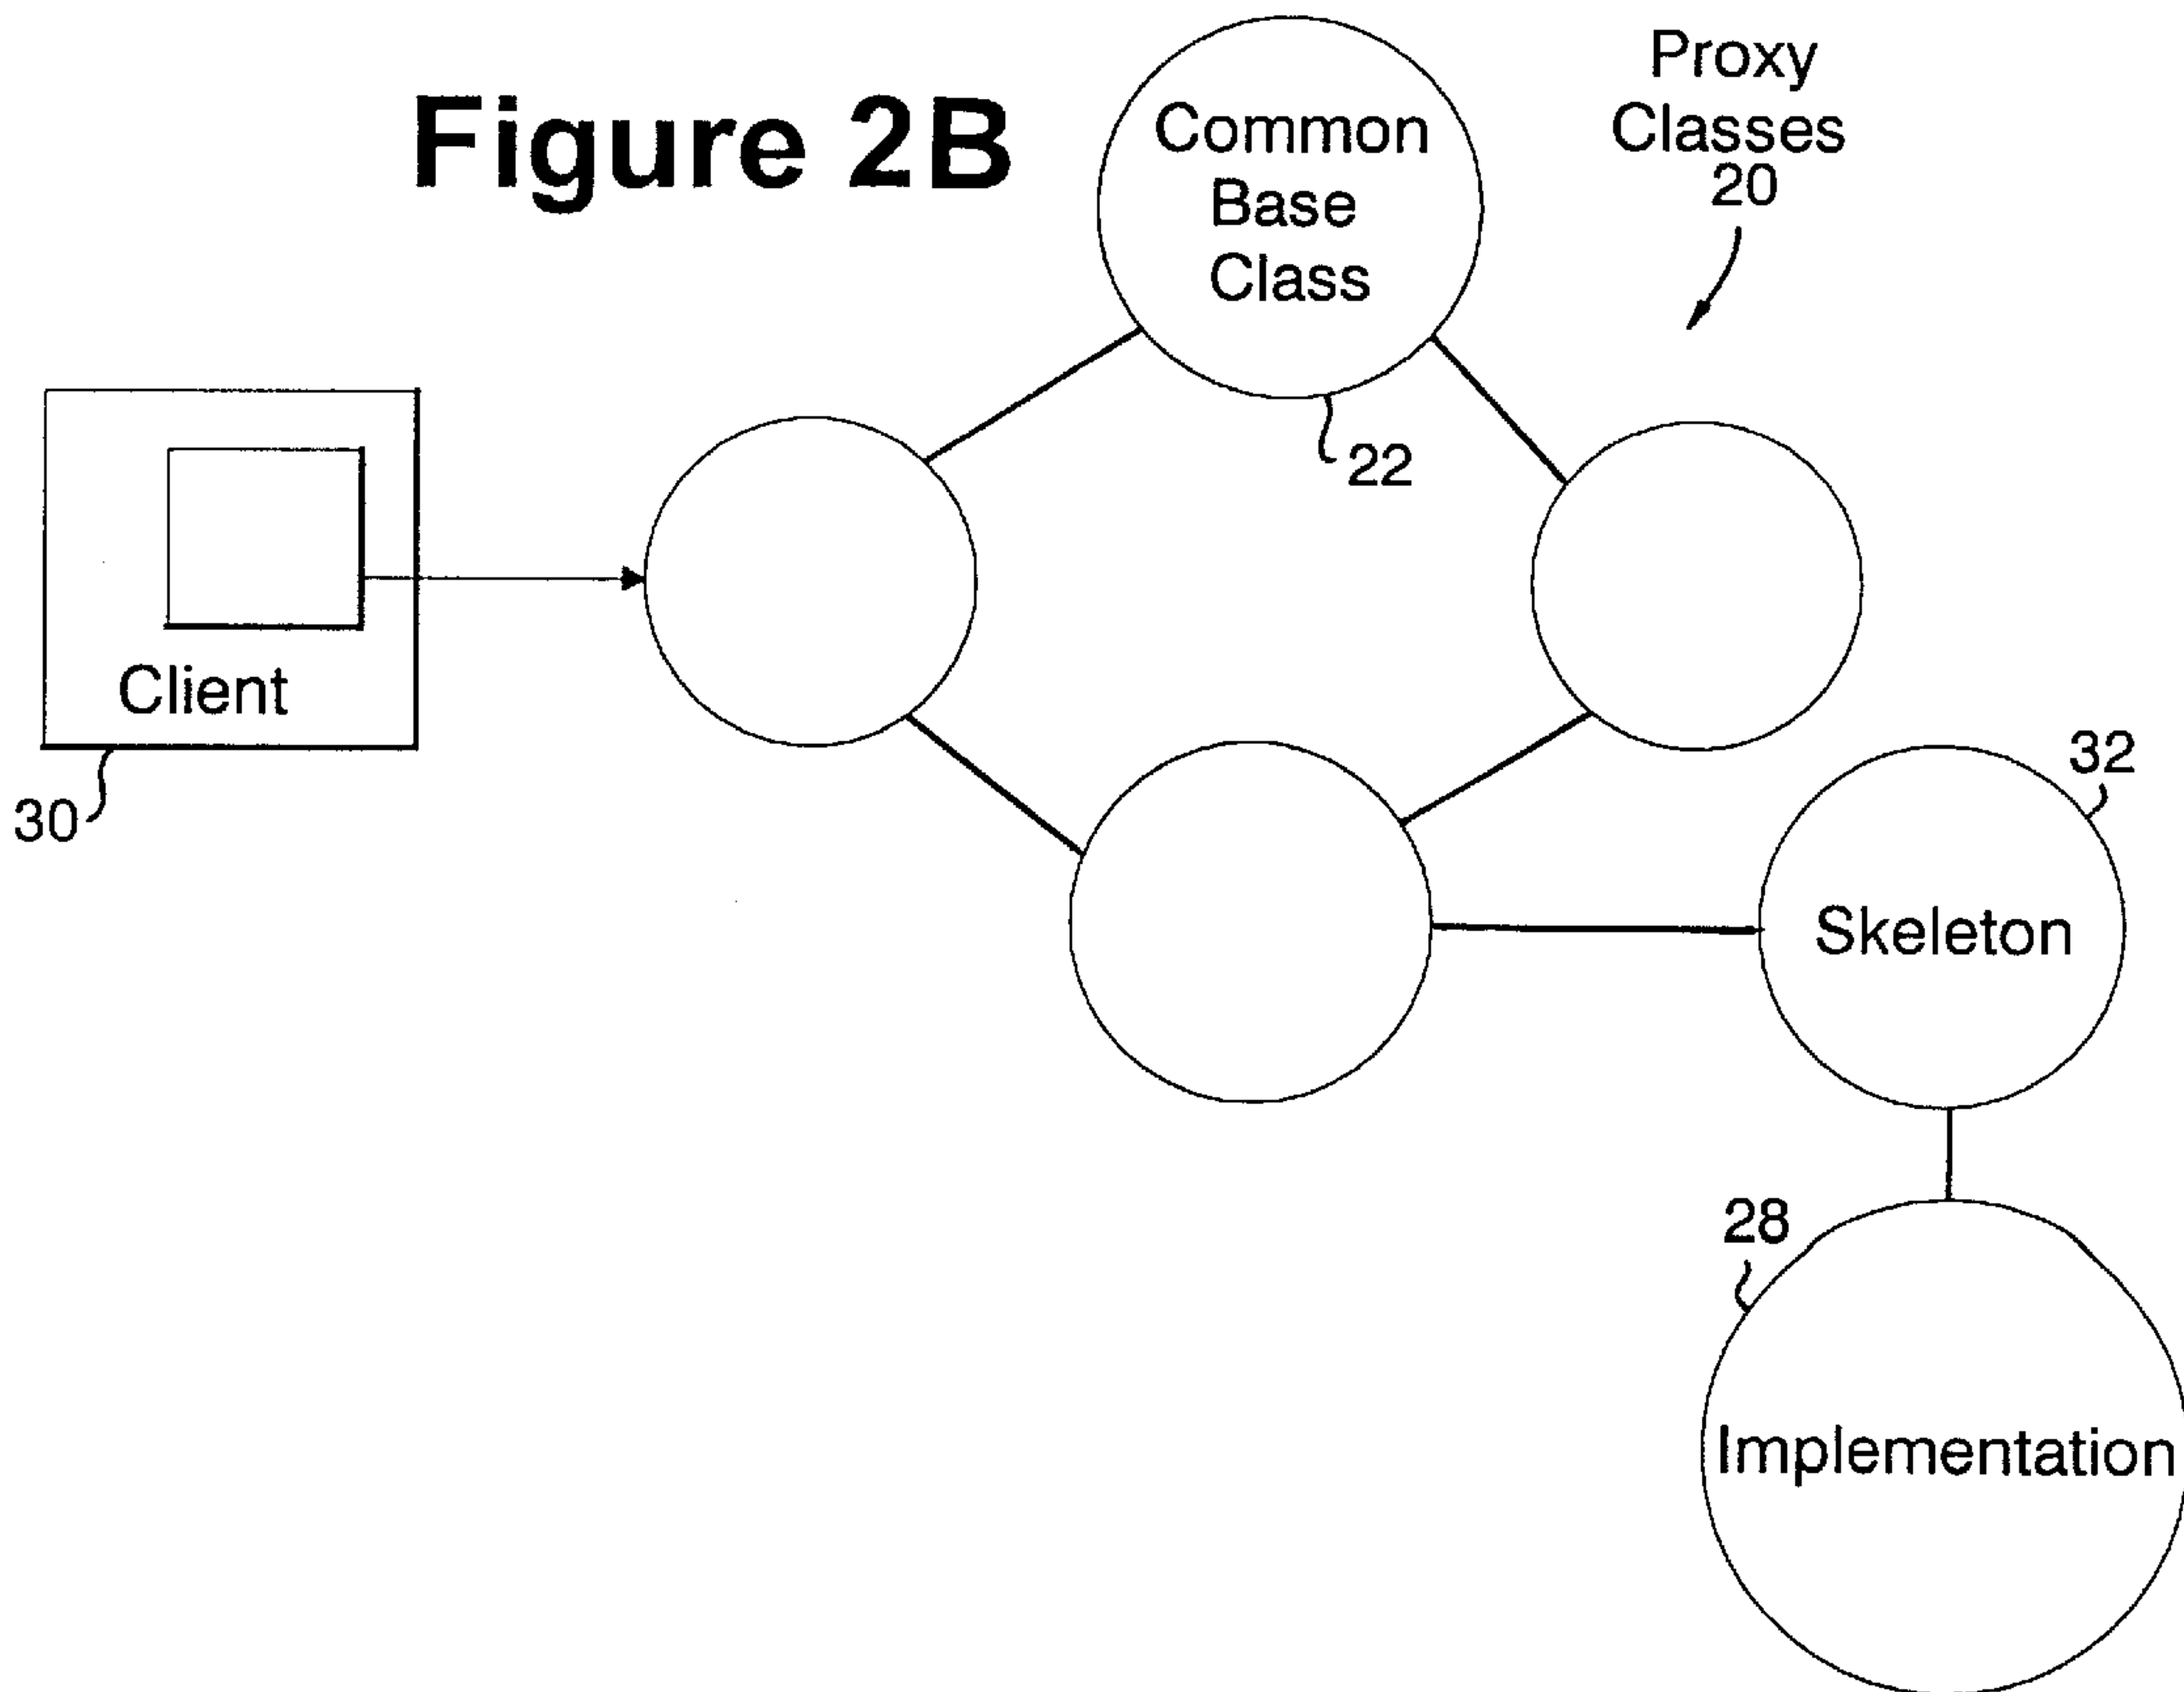 Figure 2B
Common
Base
Class
22
Proxy
Classes
20
Client
30
32
Skeleton
28
Implementation